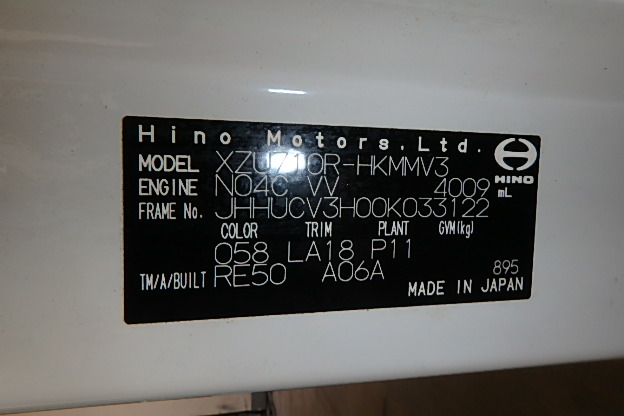 Hino Motors,Ltd.
HINO
MODEL XZU710R-HKMMV3
ENGINE N04C VV 4009 mL
FRAME No. JHHUCV3H00K033122
COLOR TRIM PLANT GVM(kg)
058 LA18 P11
TM/A/BUILT RE50 A06A 895
MADE IN JAPAN